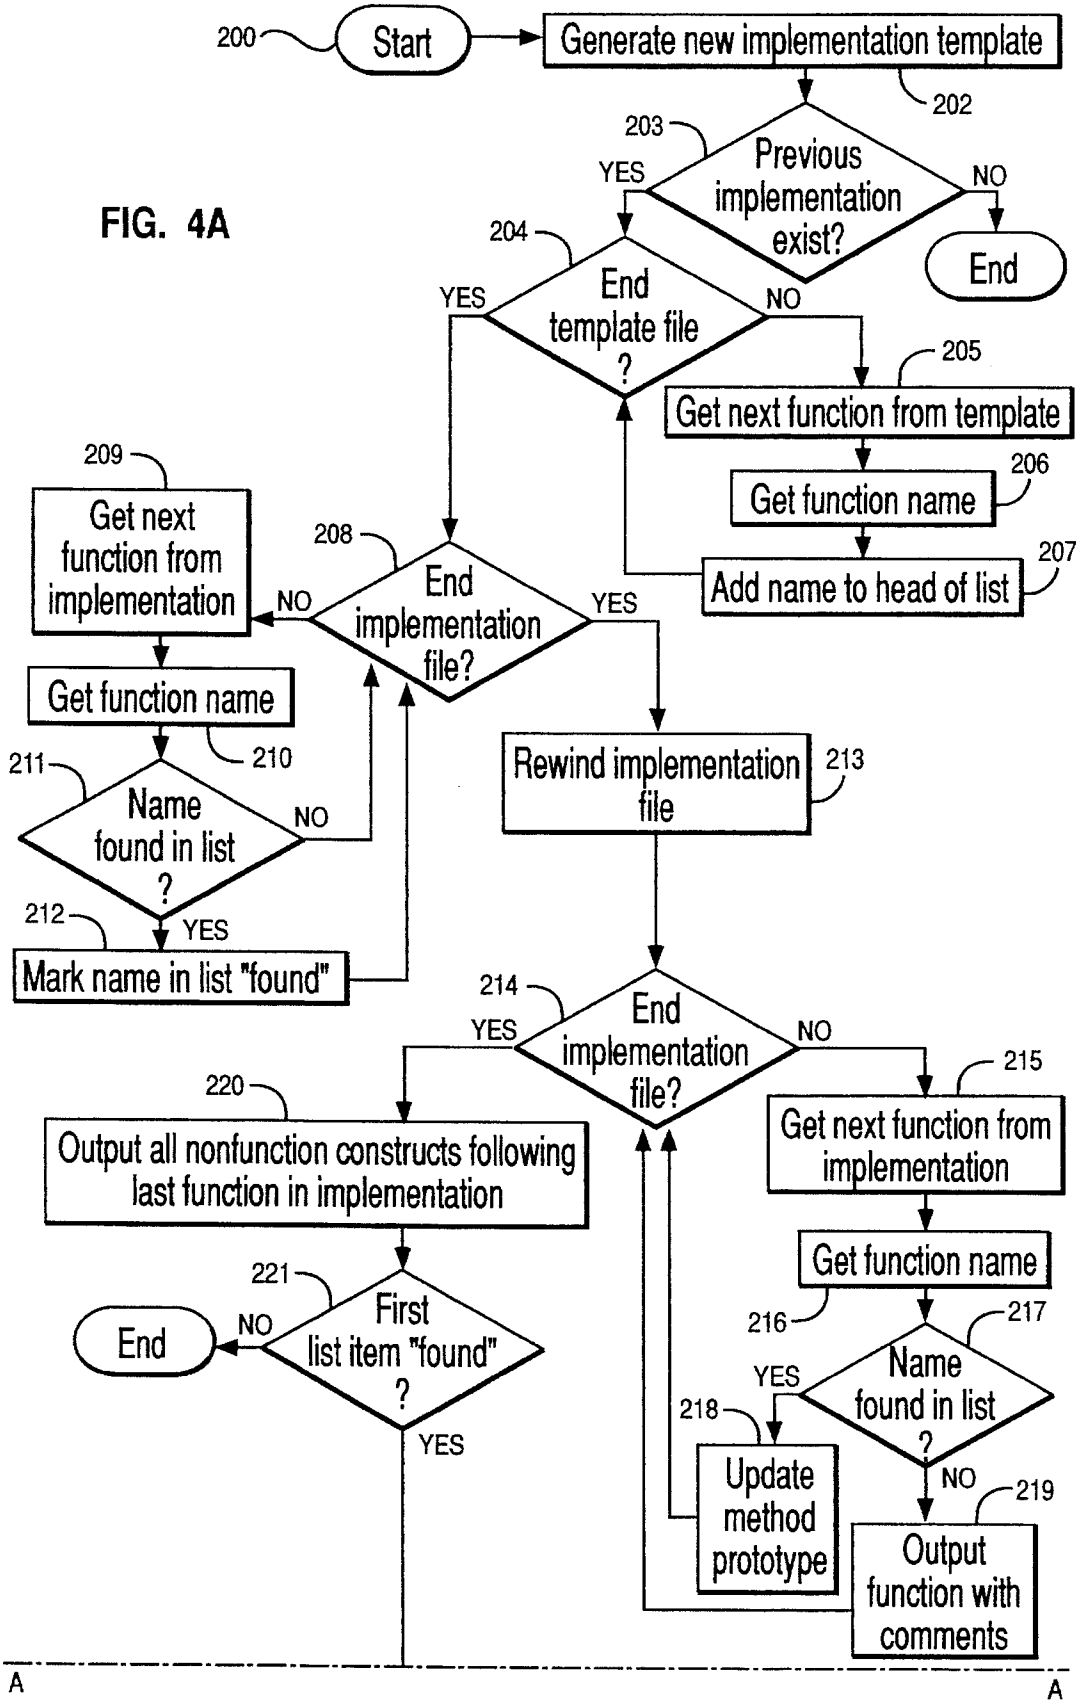 200
Start
Generate new implementation template
202
203
Previous
implementation
exist?
YES
NO
End
FIG. 4A
204
End
template file
?
YES
NO
205
Get next function from template
206
Get function name
207
Add name to head of list
209
Get next
function from
implementation
208
End
implementation
file?
NO
YES
Get function name
210
211
Name
found in list
?
NO
YES
212
Mark name in list "found"
Rewind implementation
file
213
214
End
implementation
file?
YES
NO
215
Get next function from
implementation
220
Output all nonfunction constructs following
last function in implementation
Get function name
216
217
Name
found in list
?
YES
NO
221
First
list item "found"
?
NO
End
YES
218
Update
method
prototype
219
Output
function with
comments
A
A